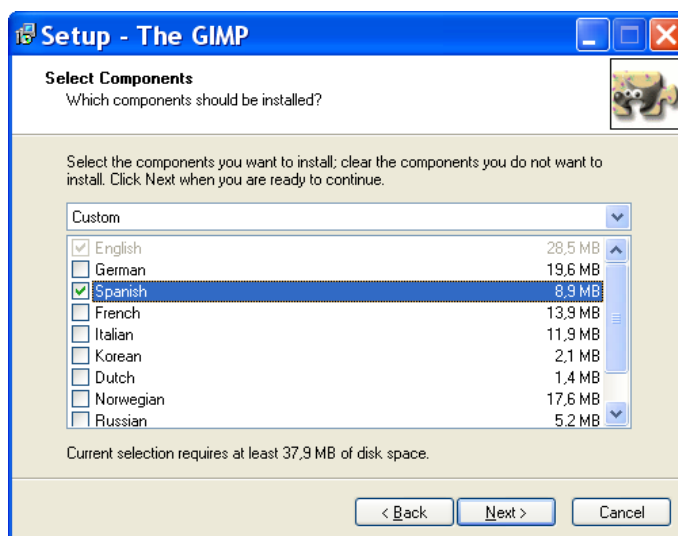 Setup - The GIMP
Select Components
Which components should be installed?
Select the components you want to install; clear the components you do not want to
install. Click Next when you are ready to continue.
Custom
English 28,5 MB
German 19,6 MB
Spanish 8,9 MB
French 13,9 MB
Italian 11,9 MB
Korean 2,1 MB
Dutch 1,4 MB
Norwegian 17,6 MB
Russian 5,2 MB
Current selection requires at least 37,9 MB of disk space.
< Back Next > Cancel